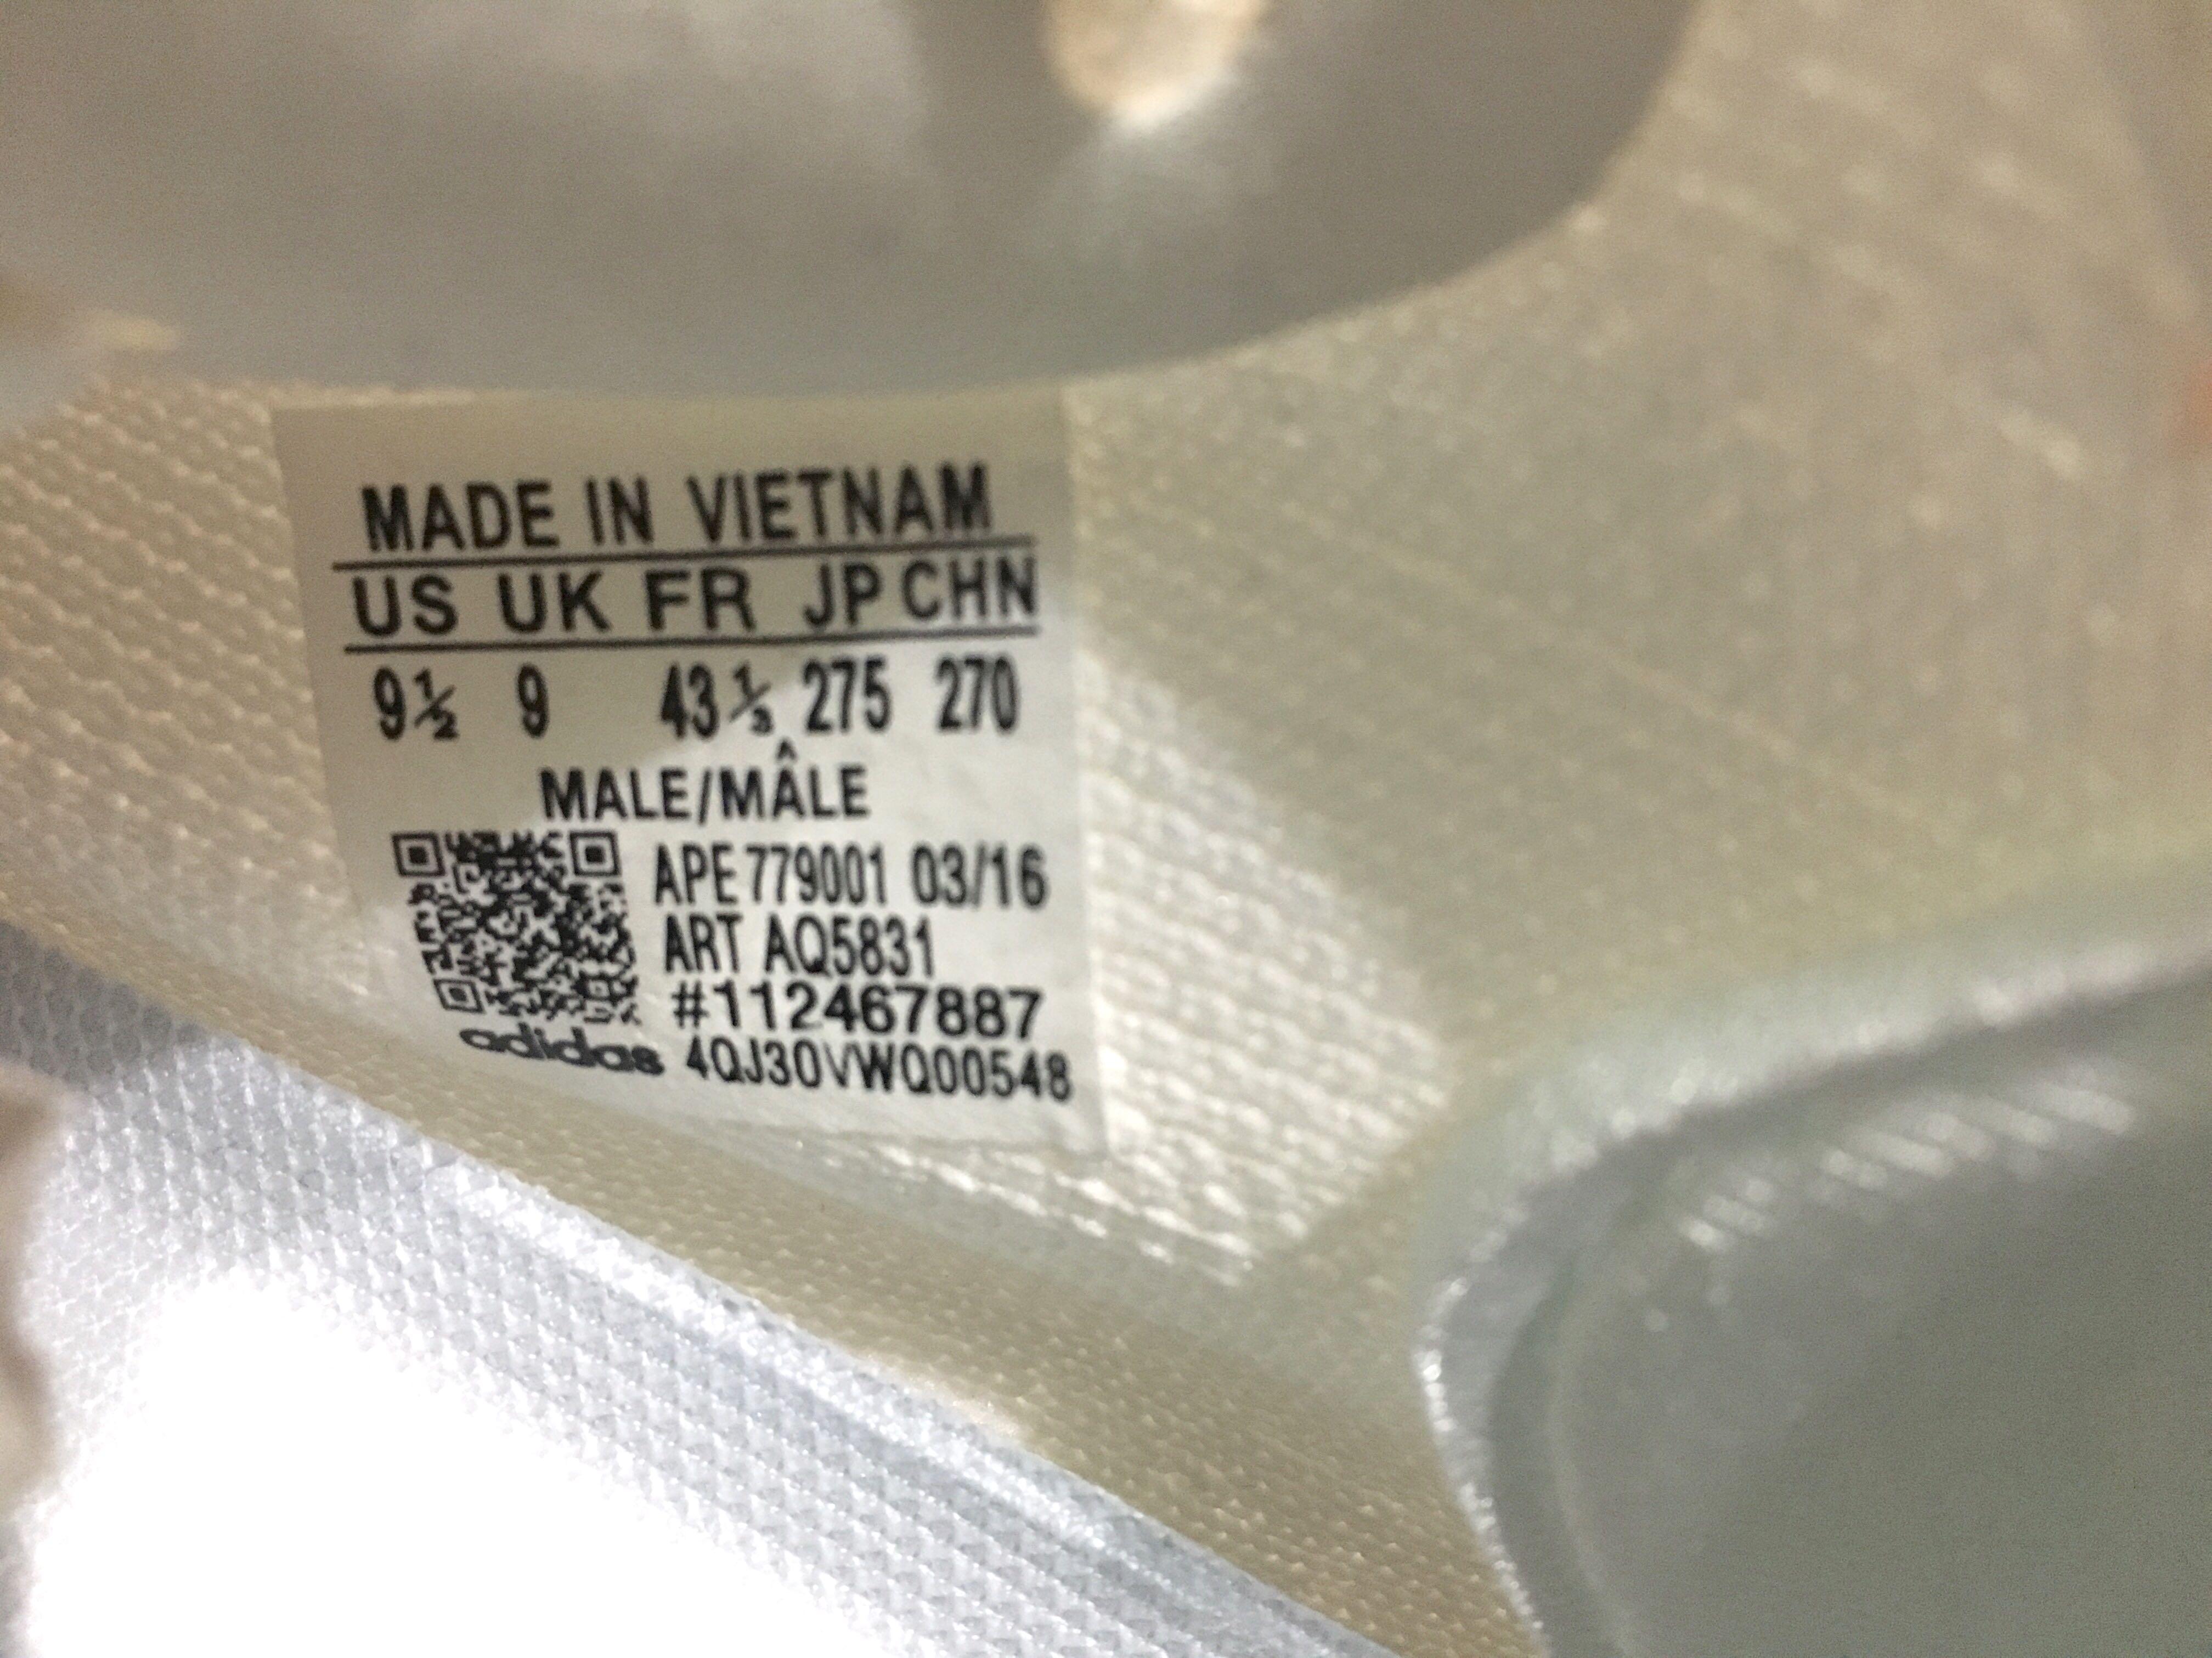 MADE IN VIETNAM
US UK FR JP CHN
9½ 9 43⅓ 275 270
MALE/MÂLE
APE 779001 03/16
ART AQ5831
#112467887
adidas 4QJ30VWQ00548